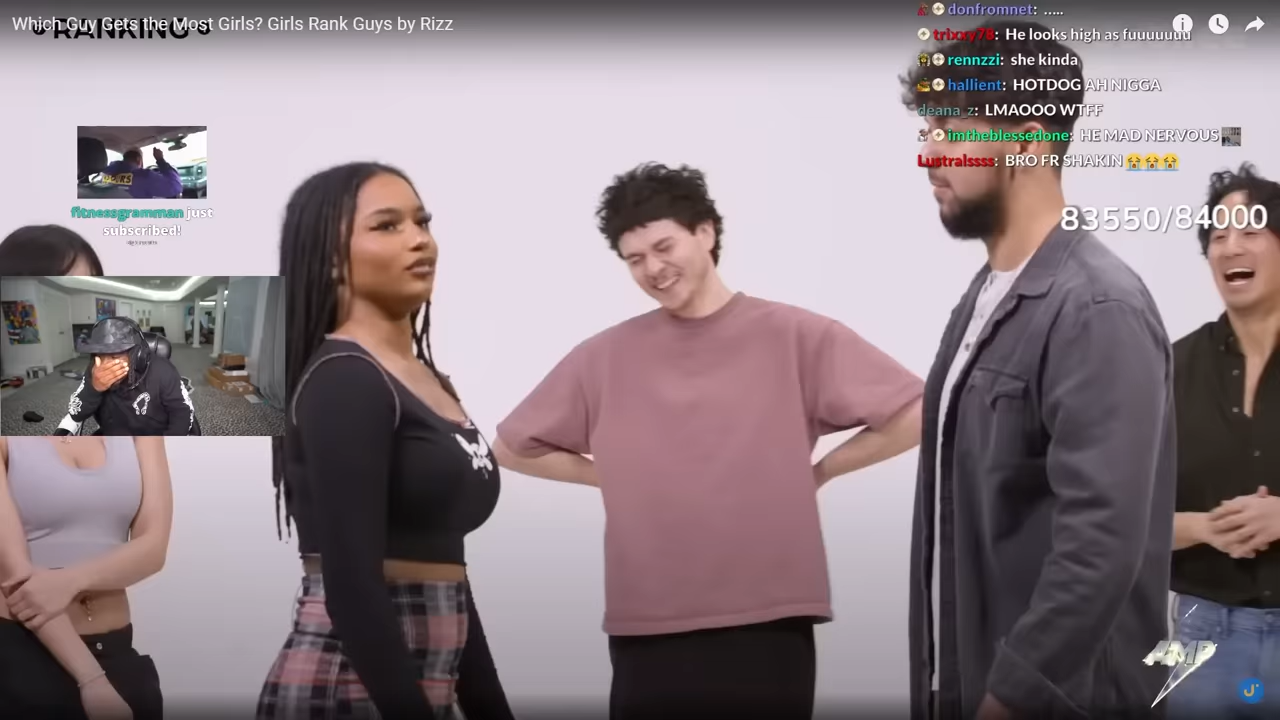 Which Guy Gets the Most Girls? Girls Rank Guys by Rizz
RANKING
donfromnet: .....
trixxy78: He looks high as fuuuuuuu
rennzzi: she kinda
hallient: HOTDOG AH NIGGA
deana_z: LMAOOO WTFF
imtheblessedone: HE MAD NERVOUS
Lustralssss: BRO FR SHAKIN 😭😭😭
fitnessgramman just
subscribed!
83550/84000
AMP